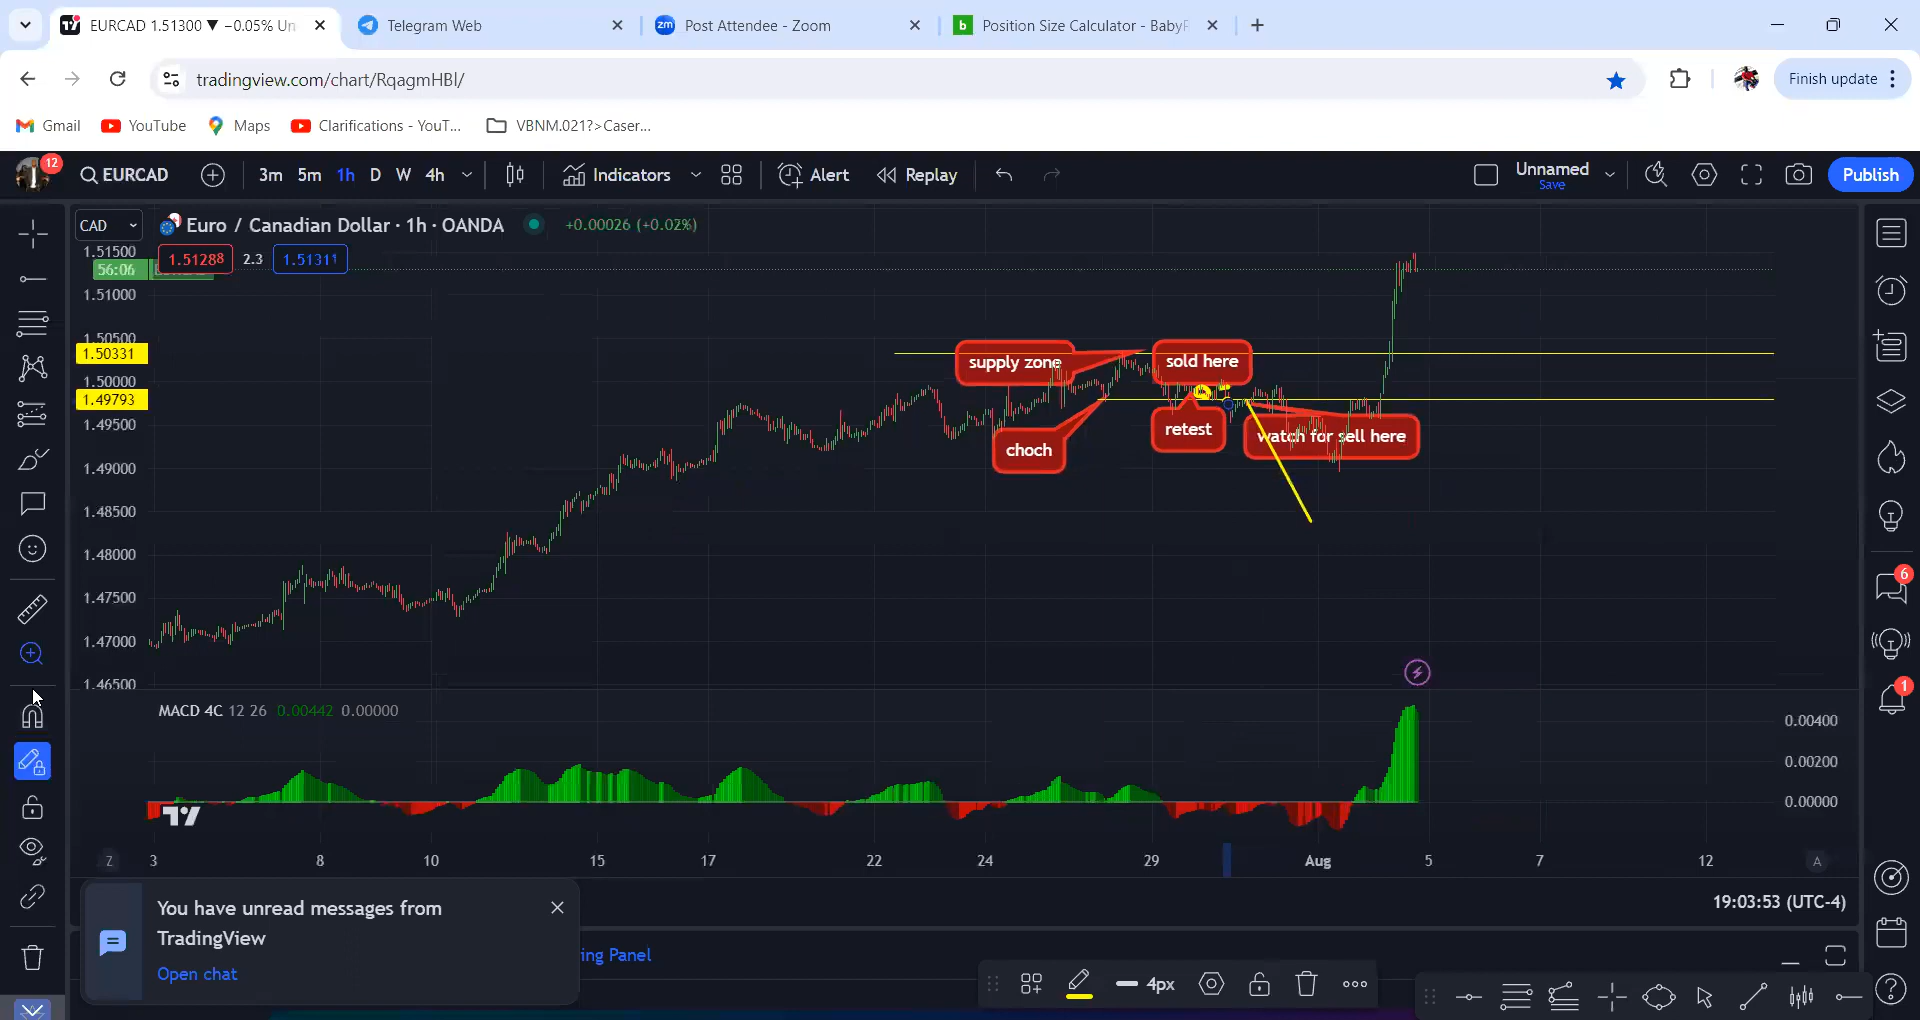 EURCAD 1.51300 ▼ −0.05% Un
Telegram Web
zm Post Attendee - Zoom
b Position Size Calculator - BabyP
tradingview.com/chart/RqagmHBl/
Finish update
Gmail
YouTube
Maps
Clarifications - YouT...
VBNM.021?>Caser...
12
EURCAD
3m 5m 1h D W 4h
Indicators
Alert
Replay
Unnamed
Save
Publish
CAD
Euro / Canadian Dollar · 1h · OANDA
+0.00026 (+0.02%)
1.51288
2.3
1.51311
1.51500
56:06
1.51000
1.50500
1.50331
1.50000
1.49793
1.49500
1.49000
1.48500
1.48000
1.47500
1.47000
1.46500
supply zone
sold here
choch
retest
watch for sell here
MACD 4C 12 26 0.00442 0.00000
0.00400
0.00200
0.00000
Z 3 8 10 15 17 22 24 29 Aug 5 7 12 A
19:03:53 (UTC-4)
You have unread messages from
TradingView
Open chat
ing Panel
4px
6
1